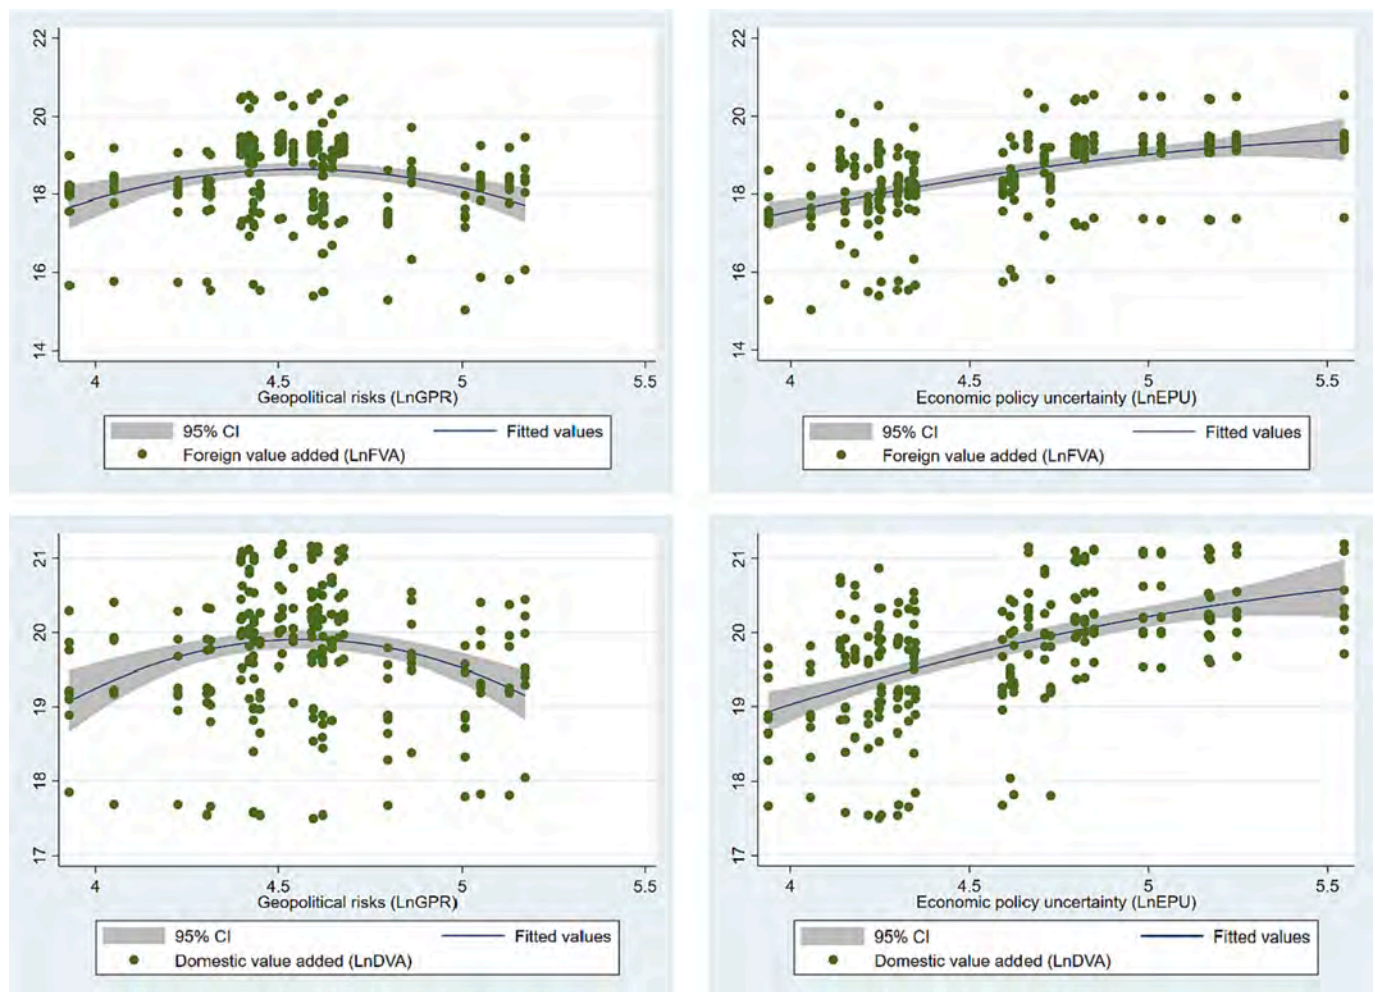 22
20
18
16
14
4 4.5 5 5.5
Geopolitical risks (LnGPR)
95% CI Fitted values
Foreign value added (LnFVA)
22
20
18
16
14
4 4.5 5 5.5
Economic policy uncertainty (LnEPU)
95% CI Fitted values
Foreign value added (LnFVA)
21
20
19
18
17
4 4.5 5 5.5
Geopolitical risks (LnGPR)
95% CI Fitted values
Domestic value added (LnDVA)
21
20
19
18
17
4 4.5 5 5.5
Economic policy uncertainty (LnEPU)
95% CI Fitted values
Domestic value added (LnDVA)